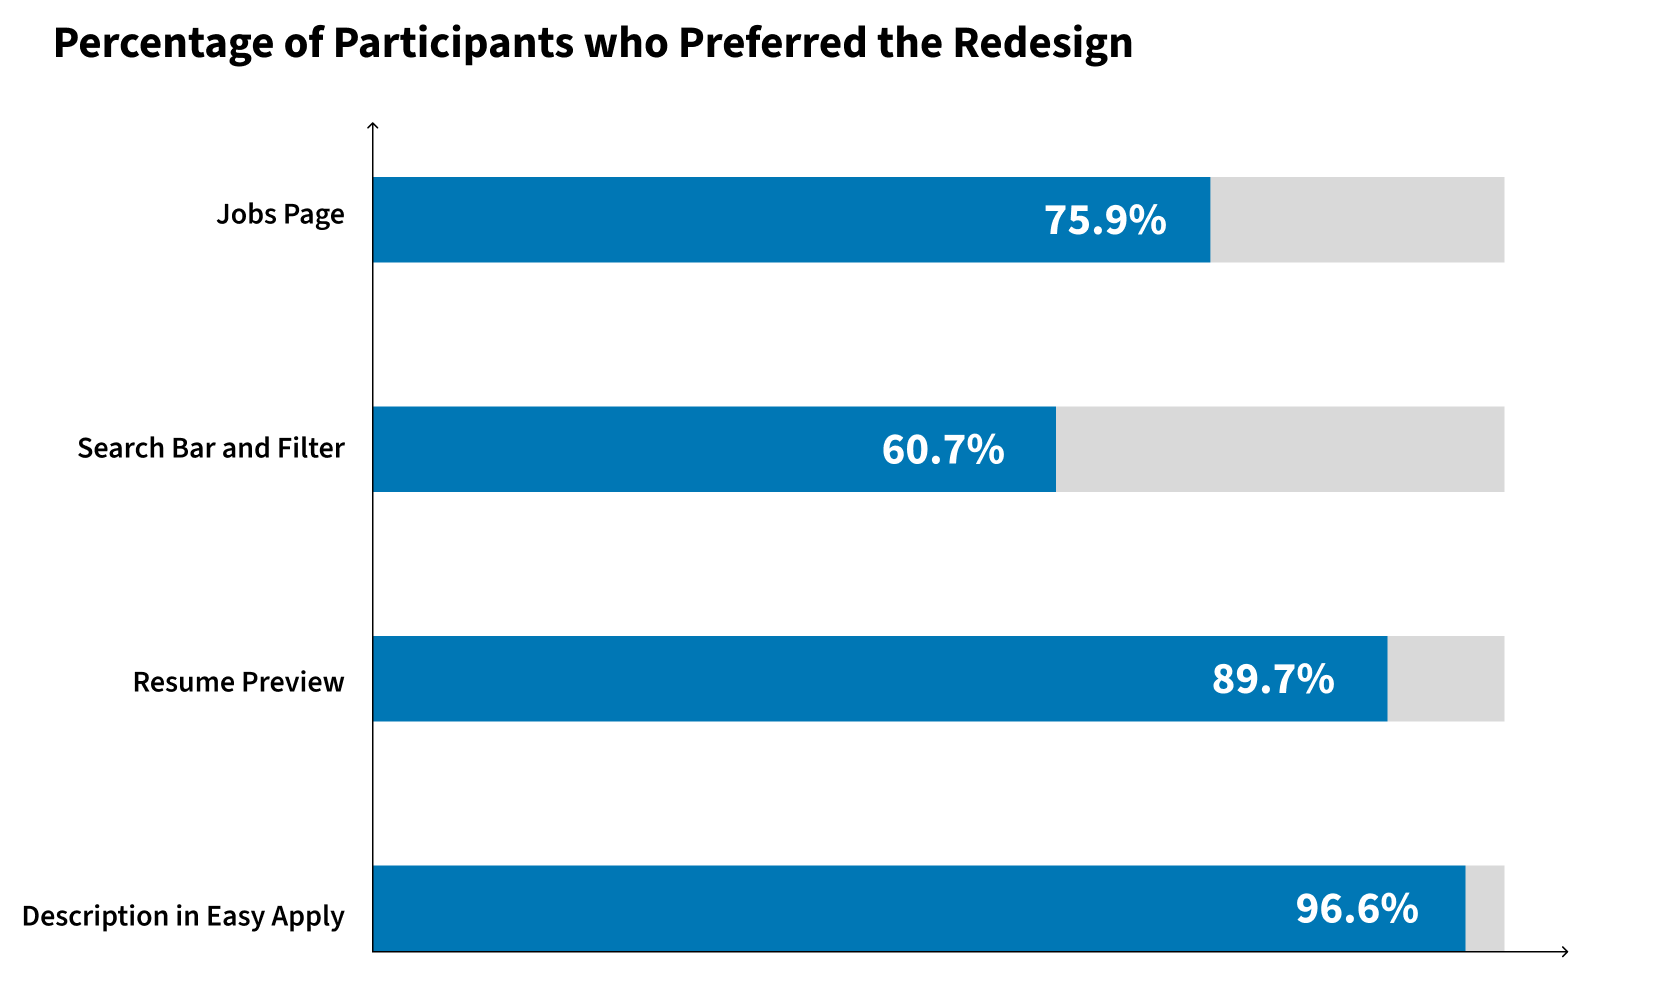 Percentage of Participants who Preferred the Redesign
Jobs Page
75.9%
Search Bar and Filter
60.7%
Resume Preview
89.7%
Description in Easy Apply
96.6%